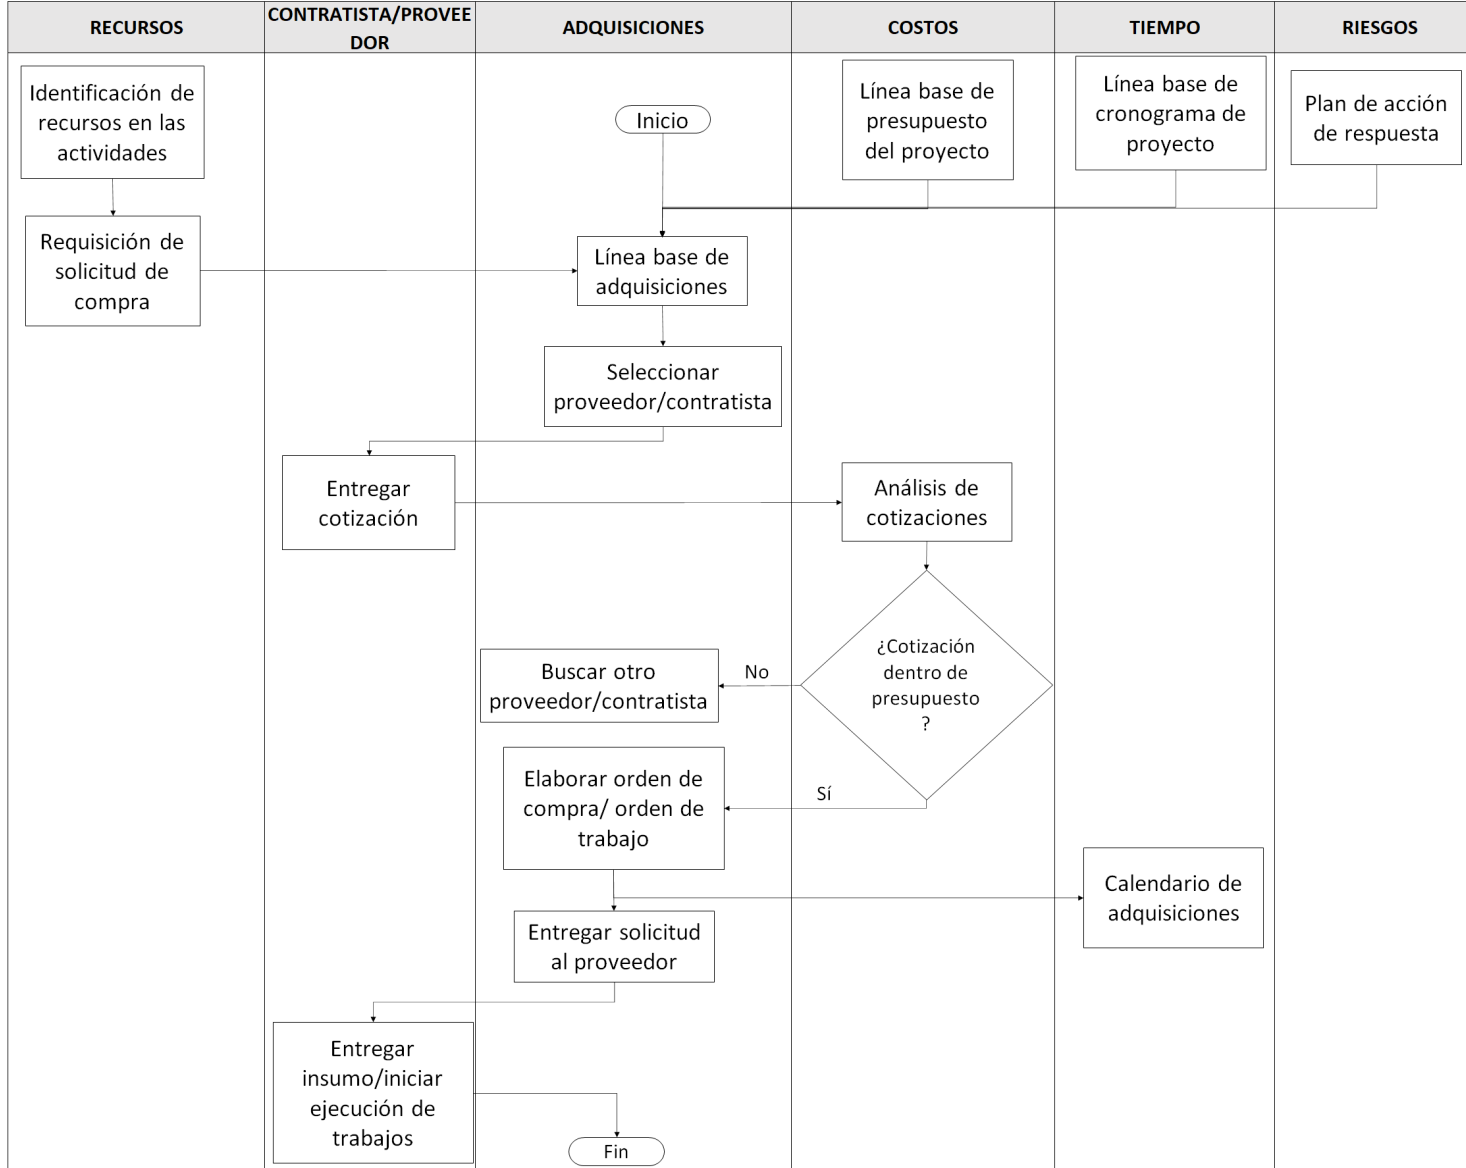 RECURSOS
CONTRATISTA/PROVEE
DOR
ADQUISICIONES
COSTOS
TIEMPO
RIESGOS
Identificación de
recursos en las
actividades
Inicio
Línea base de
presupuesto
del proyecto
Línea base de
cronograma de
proyecto
Plan de acción
de respuesta
Requisición de
solicitud de
compra
Línea base de
adquisiciones
Seleccionar
proveedor/contratista
Entregar
cotización
Análisis de
cotizaciones
¿Cotización
dentro de
presupuesto
?
No
Buscar otro
proveedor/contratista
Sí
Elaborar orden de
compra/ orden de
trabajo
Calendario de
adquisiciones
Entregar solicitud
al proveedor
Entregar
insumo/iniciar
ejecución de
trabajos
Fin